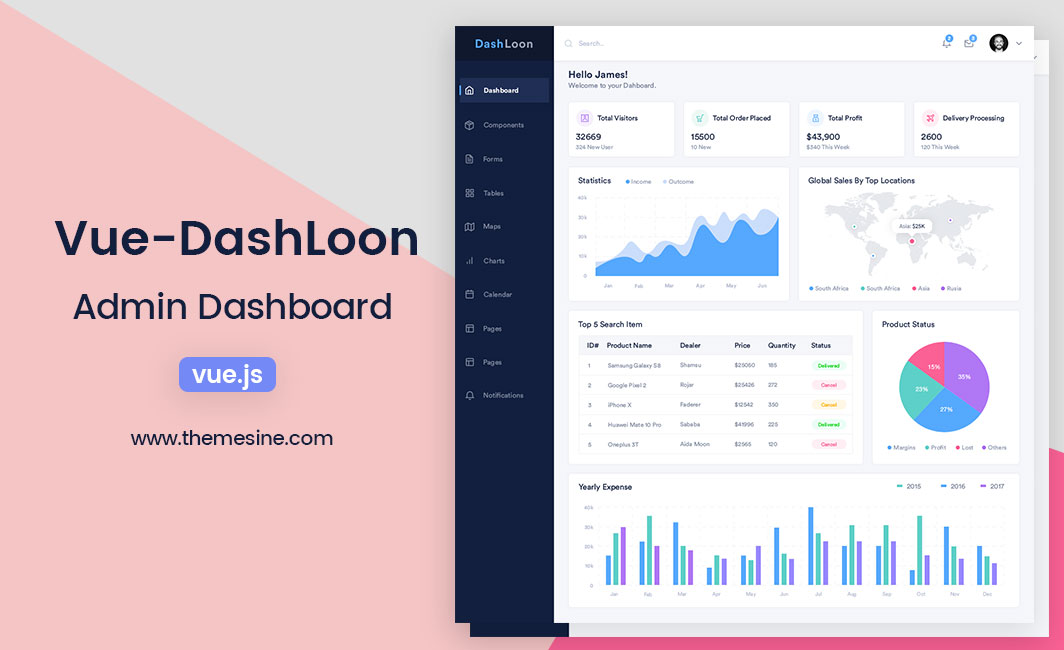 Vue-DashLoon
Admin Dashboard
vue.js
www.themesine.com
DashLoon
Dashboard
Components
Forms
Tables
Maps
Charts
Calendar
Pages
Pages
Notifications
Search...
Hello James!
Welcome to your Dahboard.
Total Visitors
32669
324 New User
Total Order Placed
15500
10 New
Total Profit
$43,900
$340 This Week
Delivery Processing
2600
120 This Week
Statistics Income Outcome
40k
30k
20k
10k
0
Jan Feb Mar Apr May Jun
Global Sales By Top Locations
Asia: $25K
South Africa South Africa Asia Rusia
Top 5 Search Item
ID# Product Name Dealer Price Quantity Status
1 Samsung Galaxy S8 Shamsu $25050 165 Delivered
2 Google Pixel 2 Rojar $25426 272 Cancel
3 iPhone X Faderer $12542 350 Cancel
4 Huawei Mate 10 Pro Sababa $41996 225 Delivered
5 Oneplus 3T Aida Moon $2565 120 Cancel
Product Status
15%
35%
23%
27%
Margins Profit Lost Others
Yearly Expense 2015 2016 2017
40k
30k
20k
10k
0
Jan Feb Mar Apr May Jun Jul Aug Sep Oct Nov Dec